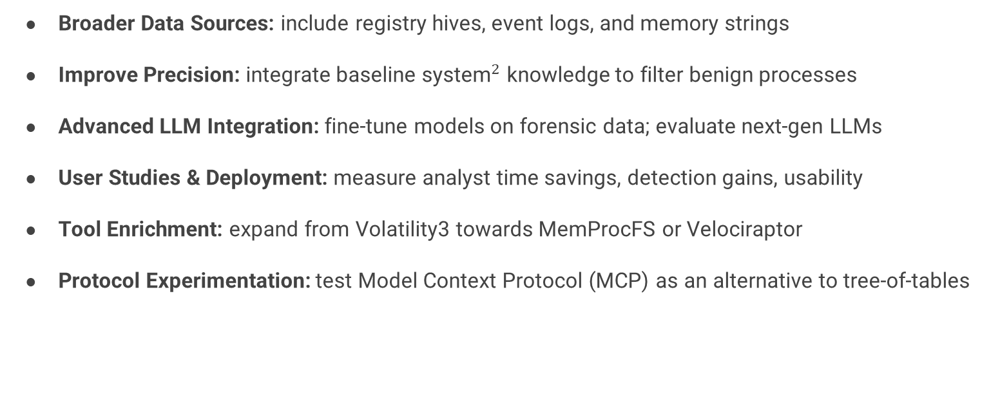 • Broader Data Sources: include registry hives, event logs, and memory strings
• Improve Precision: integrate baseline system² knowledge to filter benign processes
• Advanced LLM Integration: fine-tune models on forensic data; evaluate next-gen LLMs
• User Studies & Deployment: measure analyst time savings, detection gains, usability
• Tool Enrichment: expand from Volatility3 towards MemProcFS or Velociraptor
• Protocol Experimentation: test Model Context Protocol (MCP) as an alternative to tree-of-tables